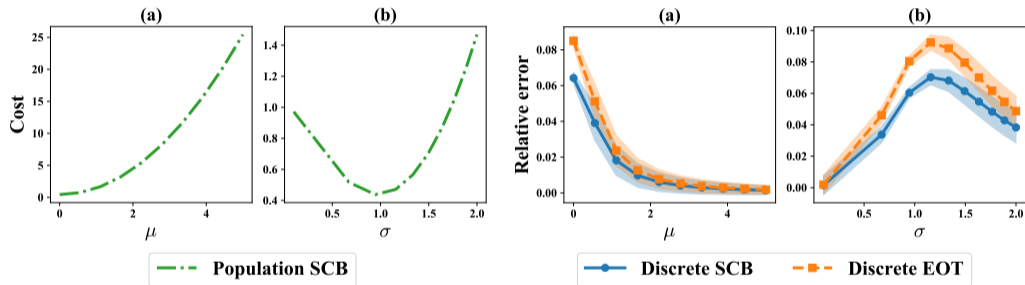 (a)
(b)
Cost
25
20
15
10
5
0
0
2
4
μ
1.4
1.2
1.0
0.8
0.6
0.4
0.5
1.0
1.5
2.0
σ
Population SCB
(a)
(b)
Relative error
0.08
0.06
0.04
0.02
0.00
0
2
4
μ
0.10
0.08
0.06
0.04
0.02
0.00
0.5
1.0
1.5
2.0
σ
Discrete SCB
Discrete EOT